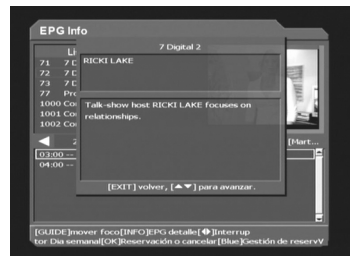 EPG Info
7 Digital 2
Li
71 7 D
72 7 D
73 7 D
77 Pro
1000 Co
1001 Co
1002 Co
RICKI LAKE
Talk-show host RICKI LAKE focuses on
relationships.
2
[Mart...
03:00 --
04:00 --
[EXIT] volver, [▲▼] para avanzar.
[GUIDE]mover foco[INFO]EPG detalle[◀▶]Interrup
tor Dia semanal[OK]Reservación o cancelar[Blue]Gestión de reservV